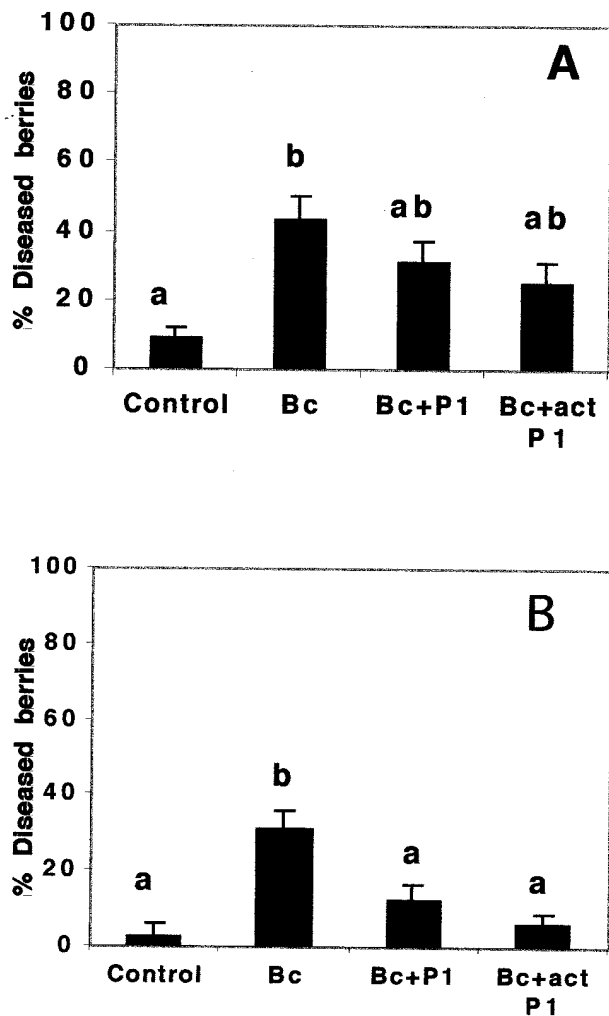 A
% Diseased berries
100
80
60
40
20
0
a
b
ab
ab
Control
Bc
Bc+P1
Bc+act
P1
B
% Diseased berries
100
80
60
40
20
0
a
b
a
a
Control
Bc
Bc+P1
Bc+act
P1